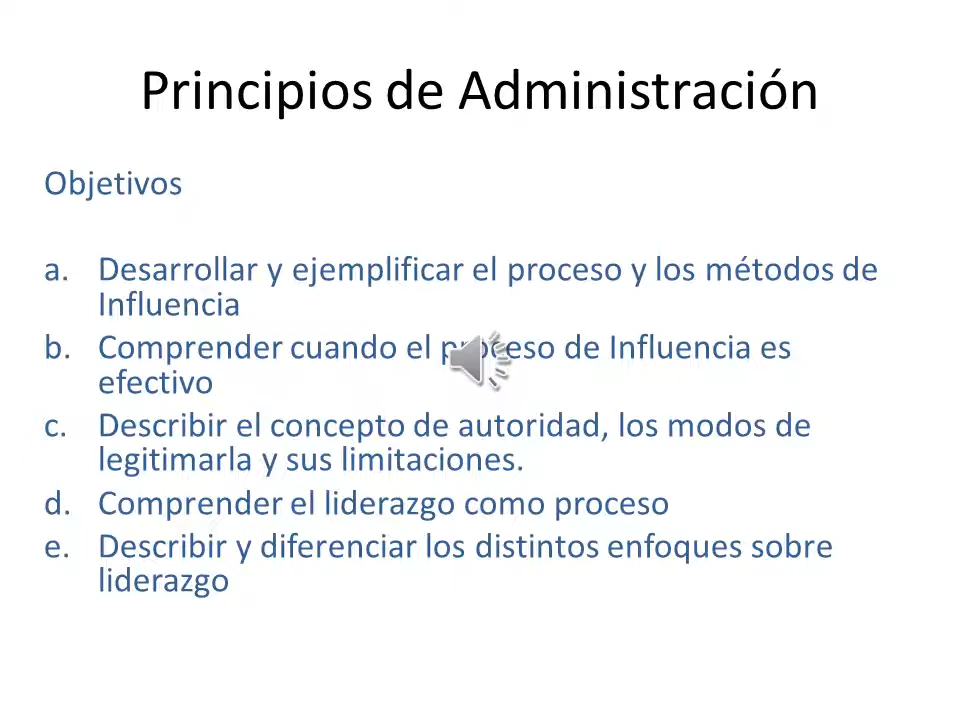 Principios de Administración
Objetivos
a. Desarrollar y ejemplificar el proceso y los métodos de
Influencia
b. Comprender cuando el proceso de Influencia es
efectivo
c. Describir el concepto de autoridad, los modos de
legitimarla y sus limitaciones.
d. Comprender el liderazgo como proceso
e. Describir y diferenciar los distintos enfoques sobre
liderazgo